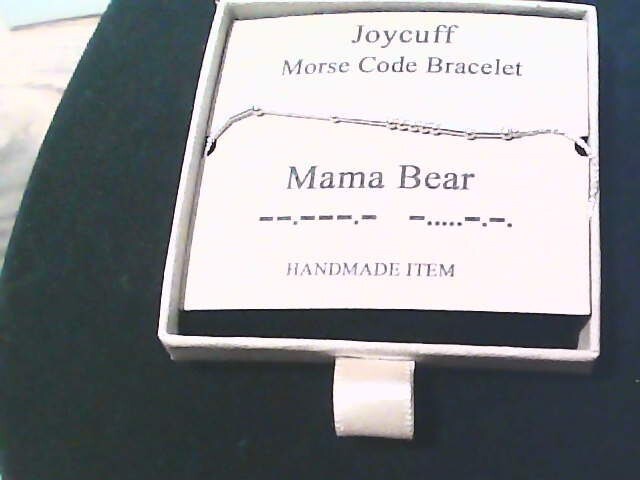 Joycuff
Morse Code Bracelet
Mama Bear
--.---.-  -.....-.-.
HANDMADE ITEM